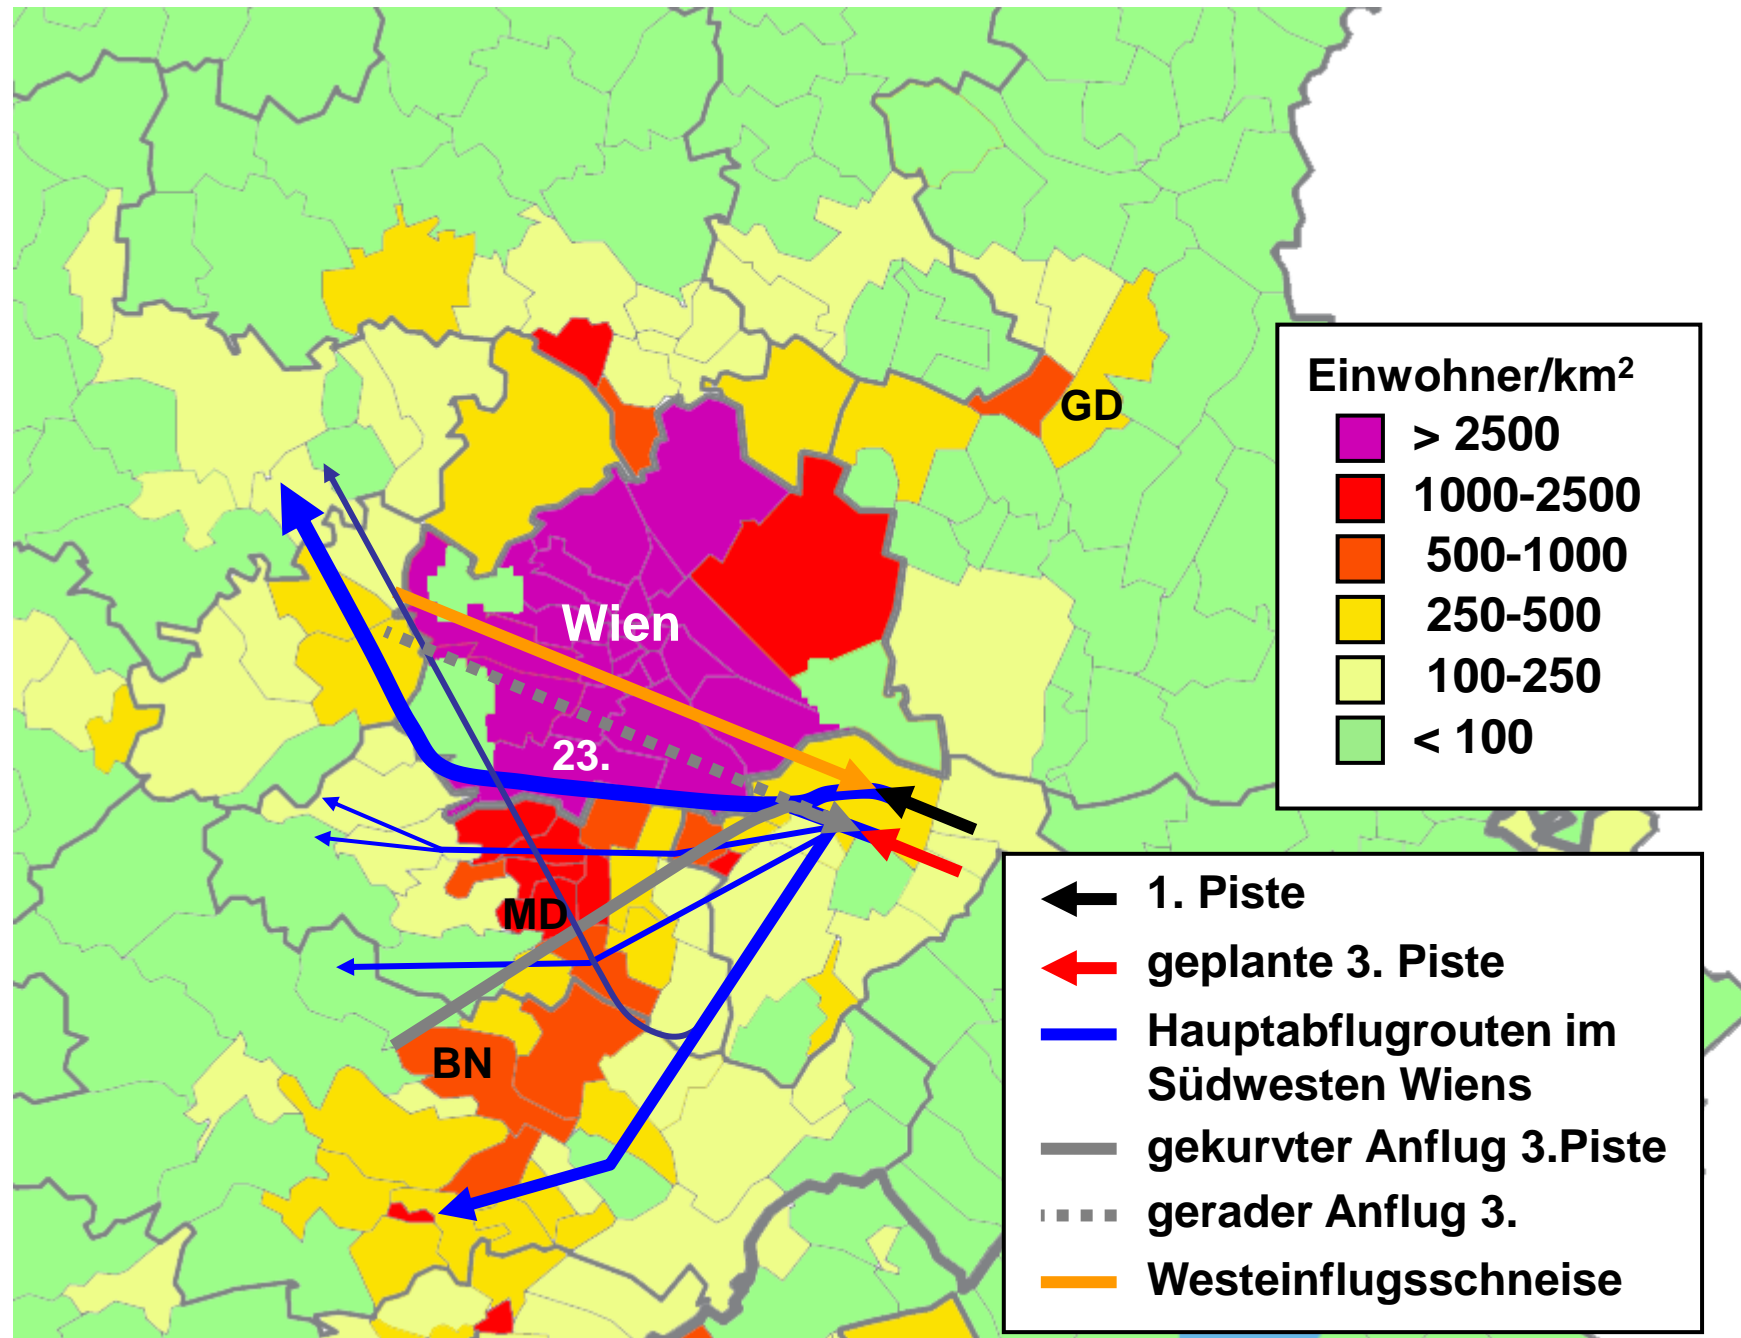 GD
Wien
23.
MD
BN
Einwohner/km²
> 2500
1000-2500
500-1000
250-500
100-250
< 100
1. Piste
geplante 3. Piste
Hauptabflugrouten im
Südwesten Wiens
gekurvter Anflug 3.Piste
gerader Anflug 3.
Westeinflugsschneise